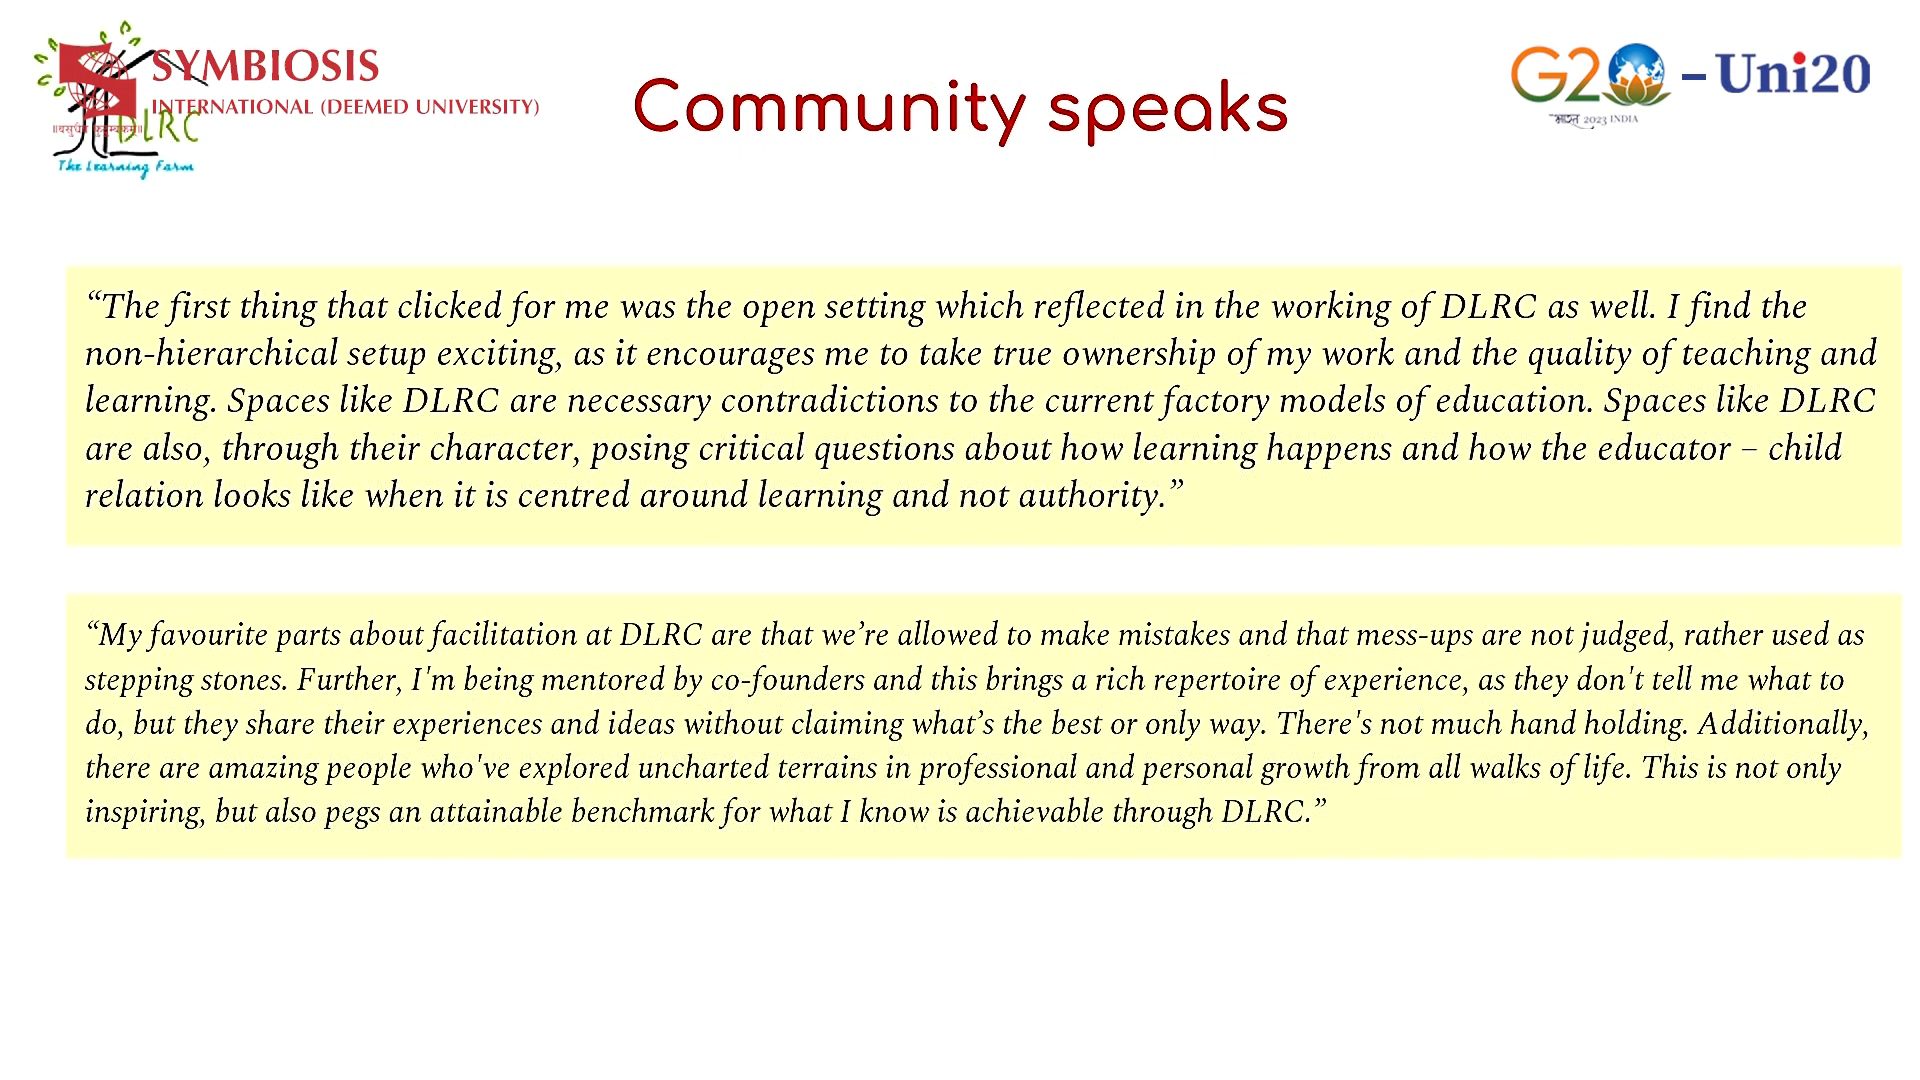 SYMBIOSIS
INTERNATIONAL (DEEMED UNIVERSITY)
॥वसुधैव कुटुम्बकम्॥
DLRC
The Learning Farm
Community speaks
G20 – Uni20
भारत 2023 INDIA
“The first thing that clicked for me was the open setting which reflected in the working of DLRC as well. I find the
non-hierarchical setup exciting, as it encourages me to take true ownership of my work and the quality of teaching and
learning. Spaces like DLRC are necessary contradictions to the current factory models of education. Spaces like DLRC
are also, through their character, posing critical questions about how learning happens and how the educator – child
relation looks like when it is centred around learning and not authority.”
“My favourite parts about facilitation at DLRC are that we’re allowed to make mistakes and that mess-ups are not judged, rather used as
stepping stones. Further, I'm being mentored by co-founders and this brings a rich repertoire of experience, as they don't tell me what to
do, but they share their experiences and ideas without claiming what’s the best or only way. There's not much hand holding. Additionally,
there are amazing people who've explored uncharted terrains in professional and personal growth from all walks of life. This is not only
inspiring, but also pegs an attainable benchmark for what I know is achievable through DLRC.”